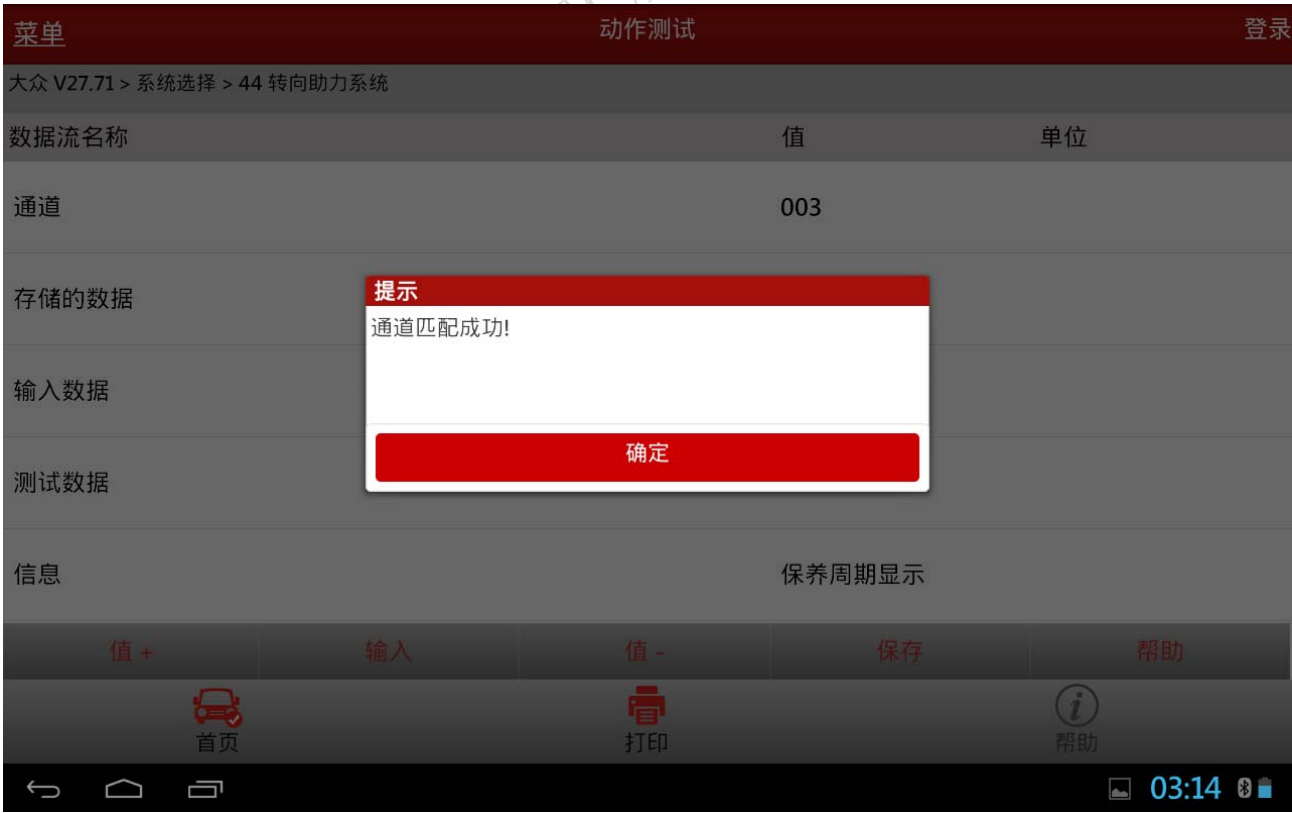 菜单
动作测试
登录
大众 V27.71 > 系统选择 > 44 转向助力系统
数据流名称 值 单位
通道 003
存储的数据
提示
通道匹配成功!
输入数据
确定
测试数据
信息 保养周期显示
值 + 输入 值 - 保存 帮助
首页 打印 帮助
03:14